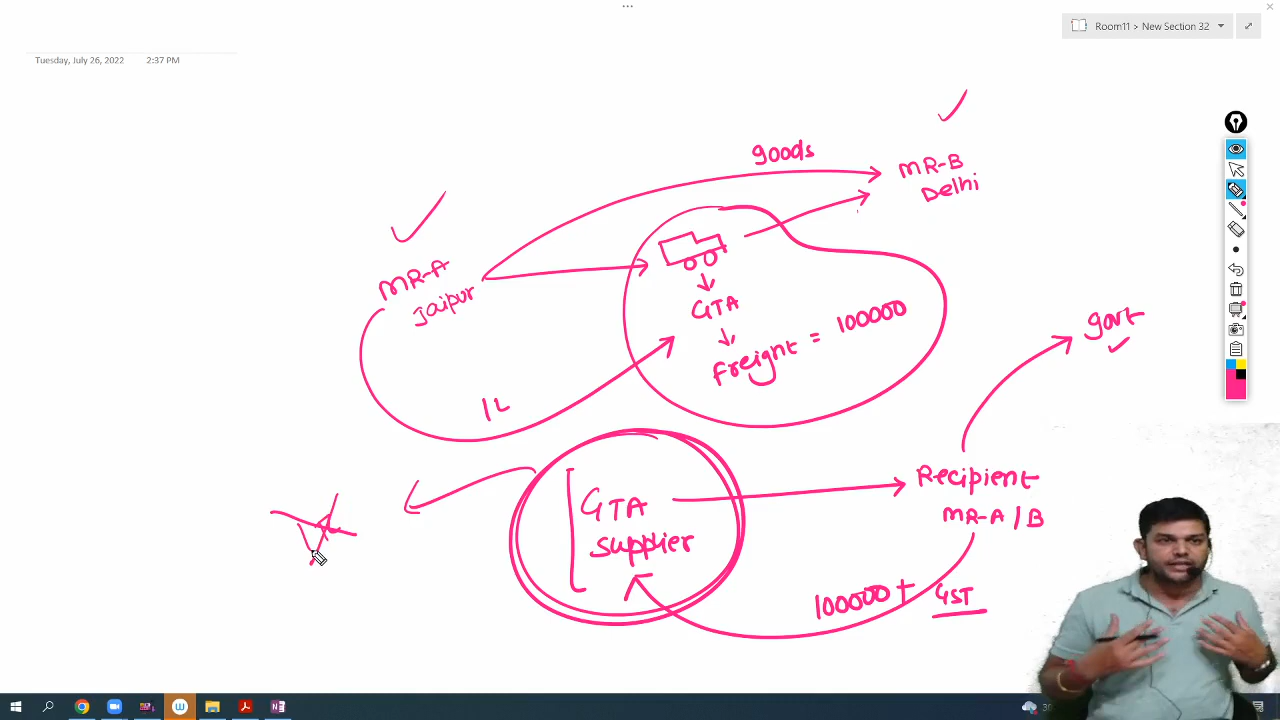 Room11 > New Section 32
Tuesday, July 26, 2022 2:37 PM
goods
MR-B
Delhi
MR-A
Jaipur
GTA
Freight = 100000
govt
1L
GTA
supplier
Recipient
MR-A/B
100000+ GST